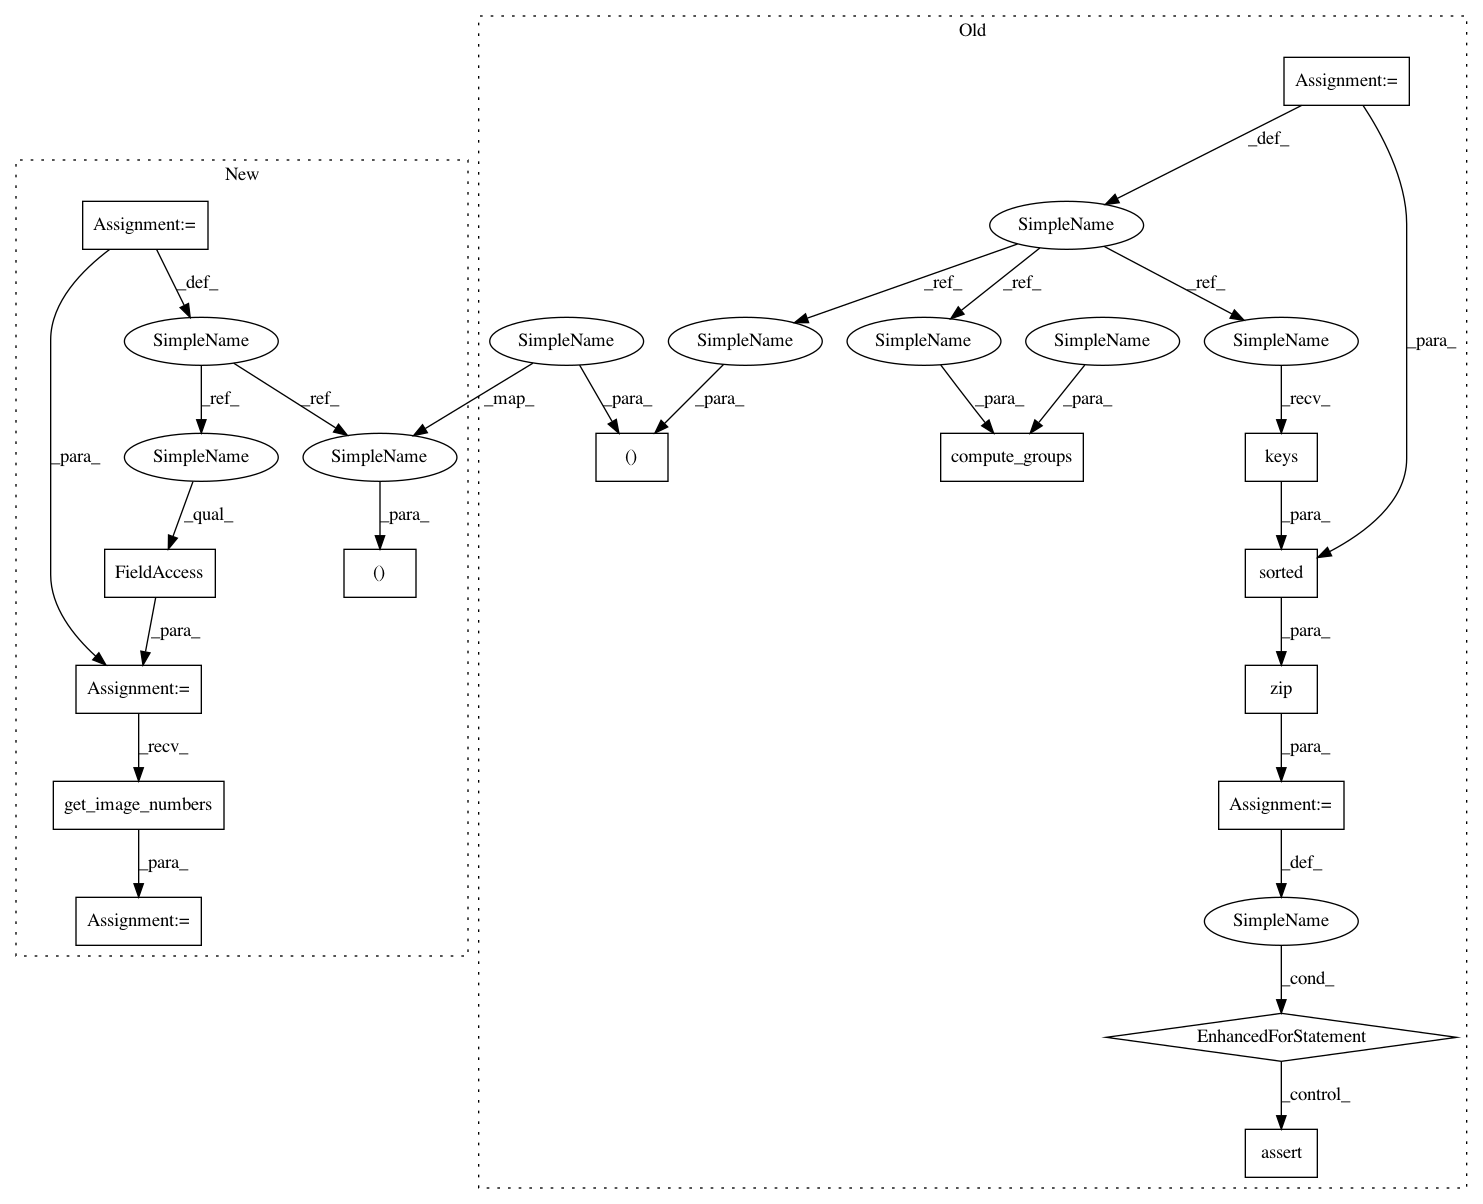 Old
Assignment:=
_def_
New
Assignment:=
SimpleName
_def_
_ref_
_ref_
_ref_
SimpleName
SimpleName
SimpleName
SimpleName
SimpleName
SimpleName
_para_
_ref_
_ref_
_map_
_para_
_para_
_para_
_para_
_recv_
_para_
SimpleName
SimpleName
()
compute_groups
keys
_qual_
_para_
_para_
FieldAccess
()
sorted
_para_
_para_
Assignment:=
zip
_recv_
_para_
get_image_numbers
Assignment:=
_para_
_def_
Assignment:=
SimpleName
_cond_
EnhancedForStatement
_control_
assert